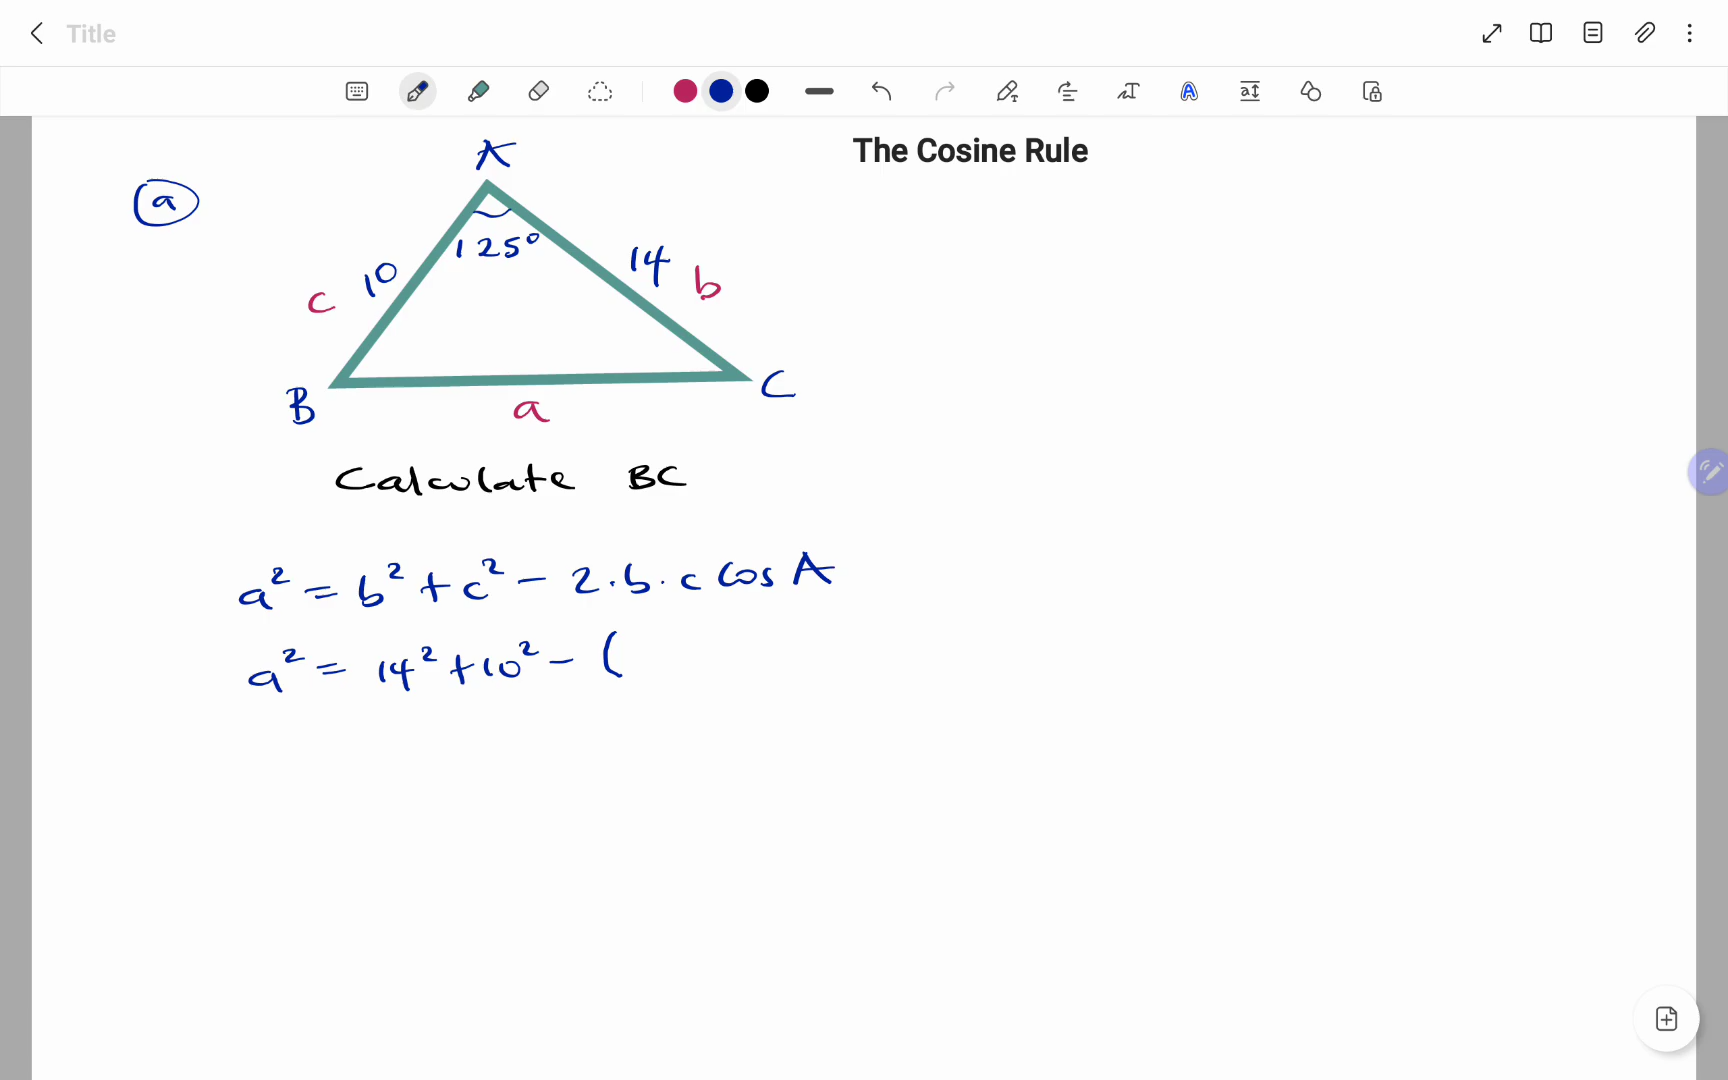 Title
The Cosine Rule
A
(a)
125°
10
14
c
b
B
C
a
Calculate BC
a² = b² + c² - 2·b·c Cos A
a² = 14² + 10² - (